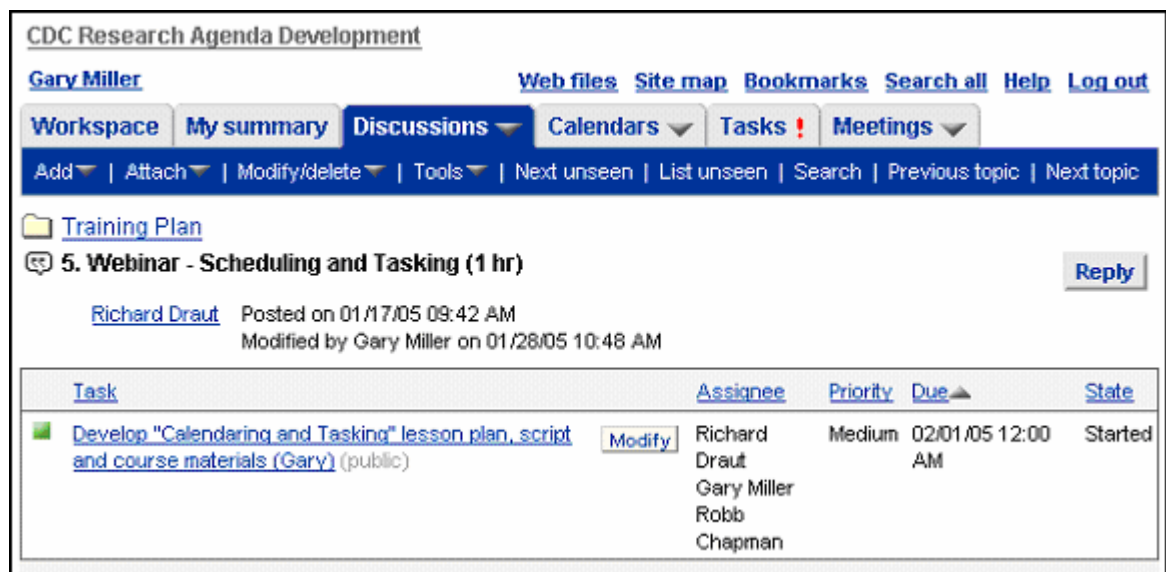 CDC Research Agenda Development
Gary Miller Web files Site map Bookmarks Search all Help Log out
Workspace My summary Discussions Calendars Tasks ! Meetings
Add | Attach | Modify/delete | Tools | Next unseen | List unseen | Search | Previous topic | Next topic
Training Plan
5. Webinar - Scheduling and Tasking (1 hr)
Reply
Richard Draut Posted on 01/17/05 09:42 AM
Modified by Gary Miller on 01/28/05 10:48 AM
Task Assignee Priority Due State
Develop "Calendaring and Tasking" lesson plan, script Modify Richard Medium 02/01/05 12:00 Started
and course materials (Gary) (public) Draut AM
Gary Miller
Robb
Chapman